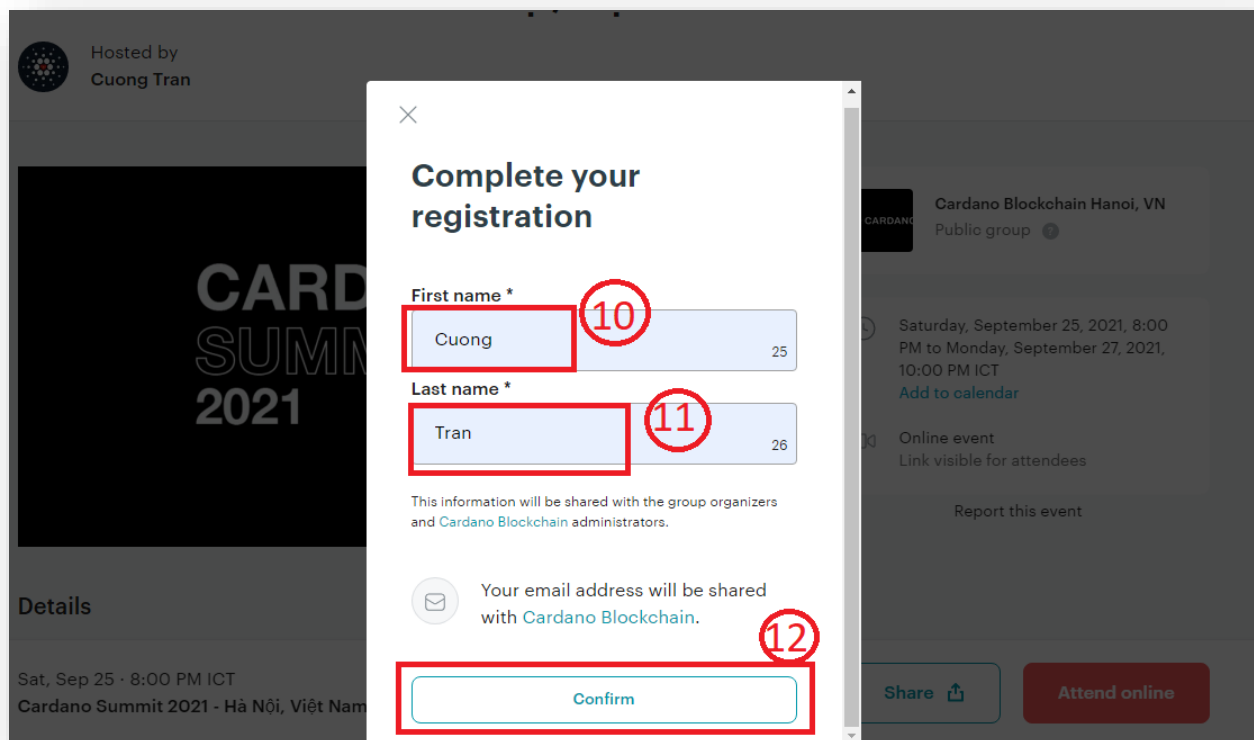 Hosted by
Cuong Tran
Complete your
registration
First name *
Cuong
10
25
Last name *
Tran
11
26
This information will be shared with the group organizers
and Cardano Blockchain administrators.
Your email address will be shared
with Cardano Blockchain.
12
Confirm
CARD
SUMM
2021
CARDANO
Cardano Blockchain Hanoi, VN
Public group ?
Saturday, September 25, 2021, 8:00
PM to Monday, September 27, 2021,
10:00 PM ICT
Add to calendar
Online event
Link visible for attendees
Report this event
Details
Sat, Sep 25 · 8:00 PM ICT
Cardano Summit 2021 - Hà Nội, Việt Nam
Share
Attend online